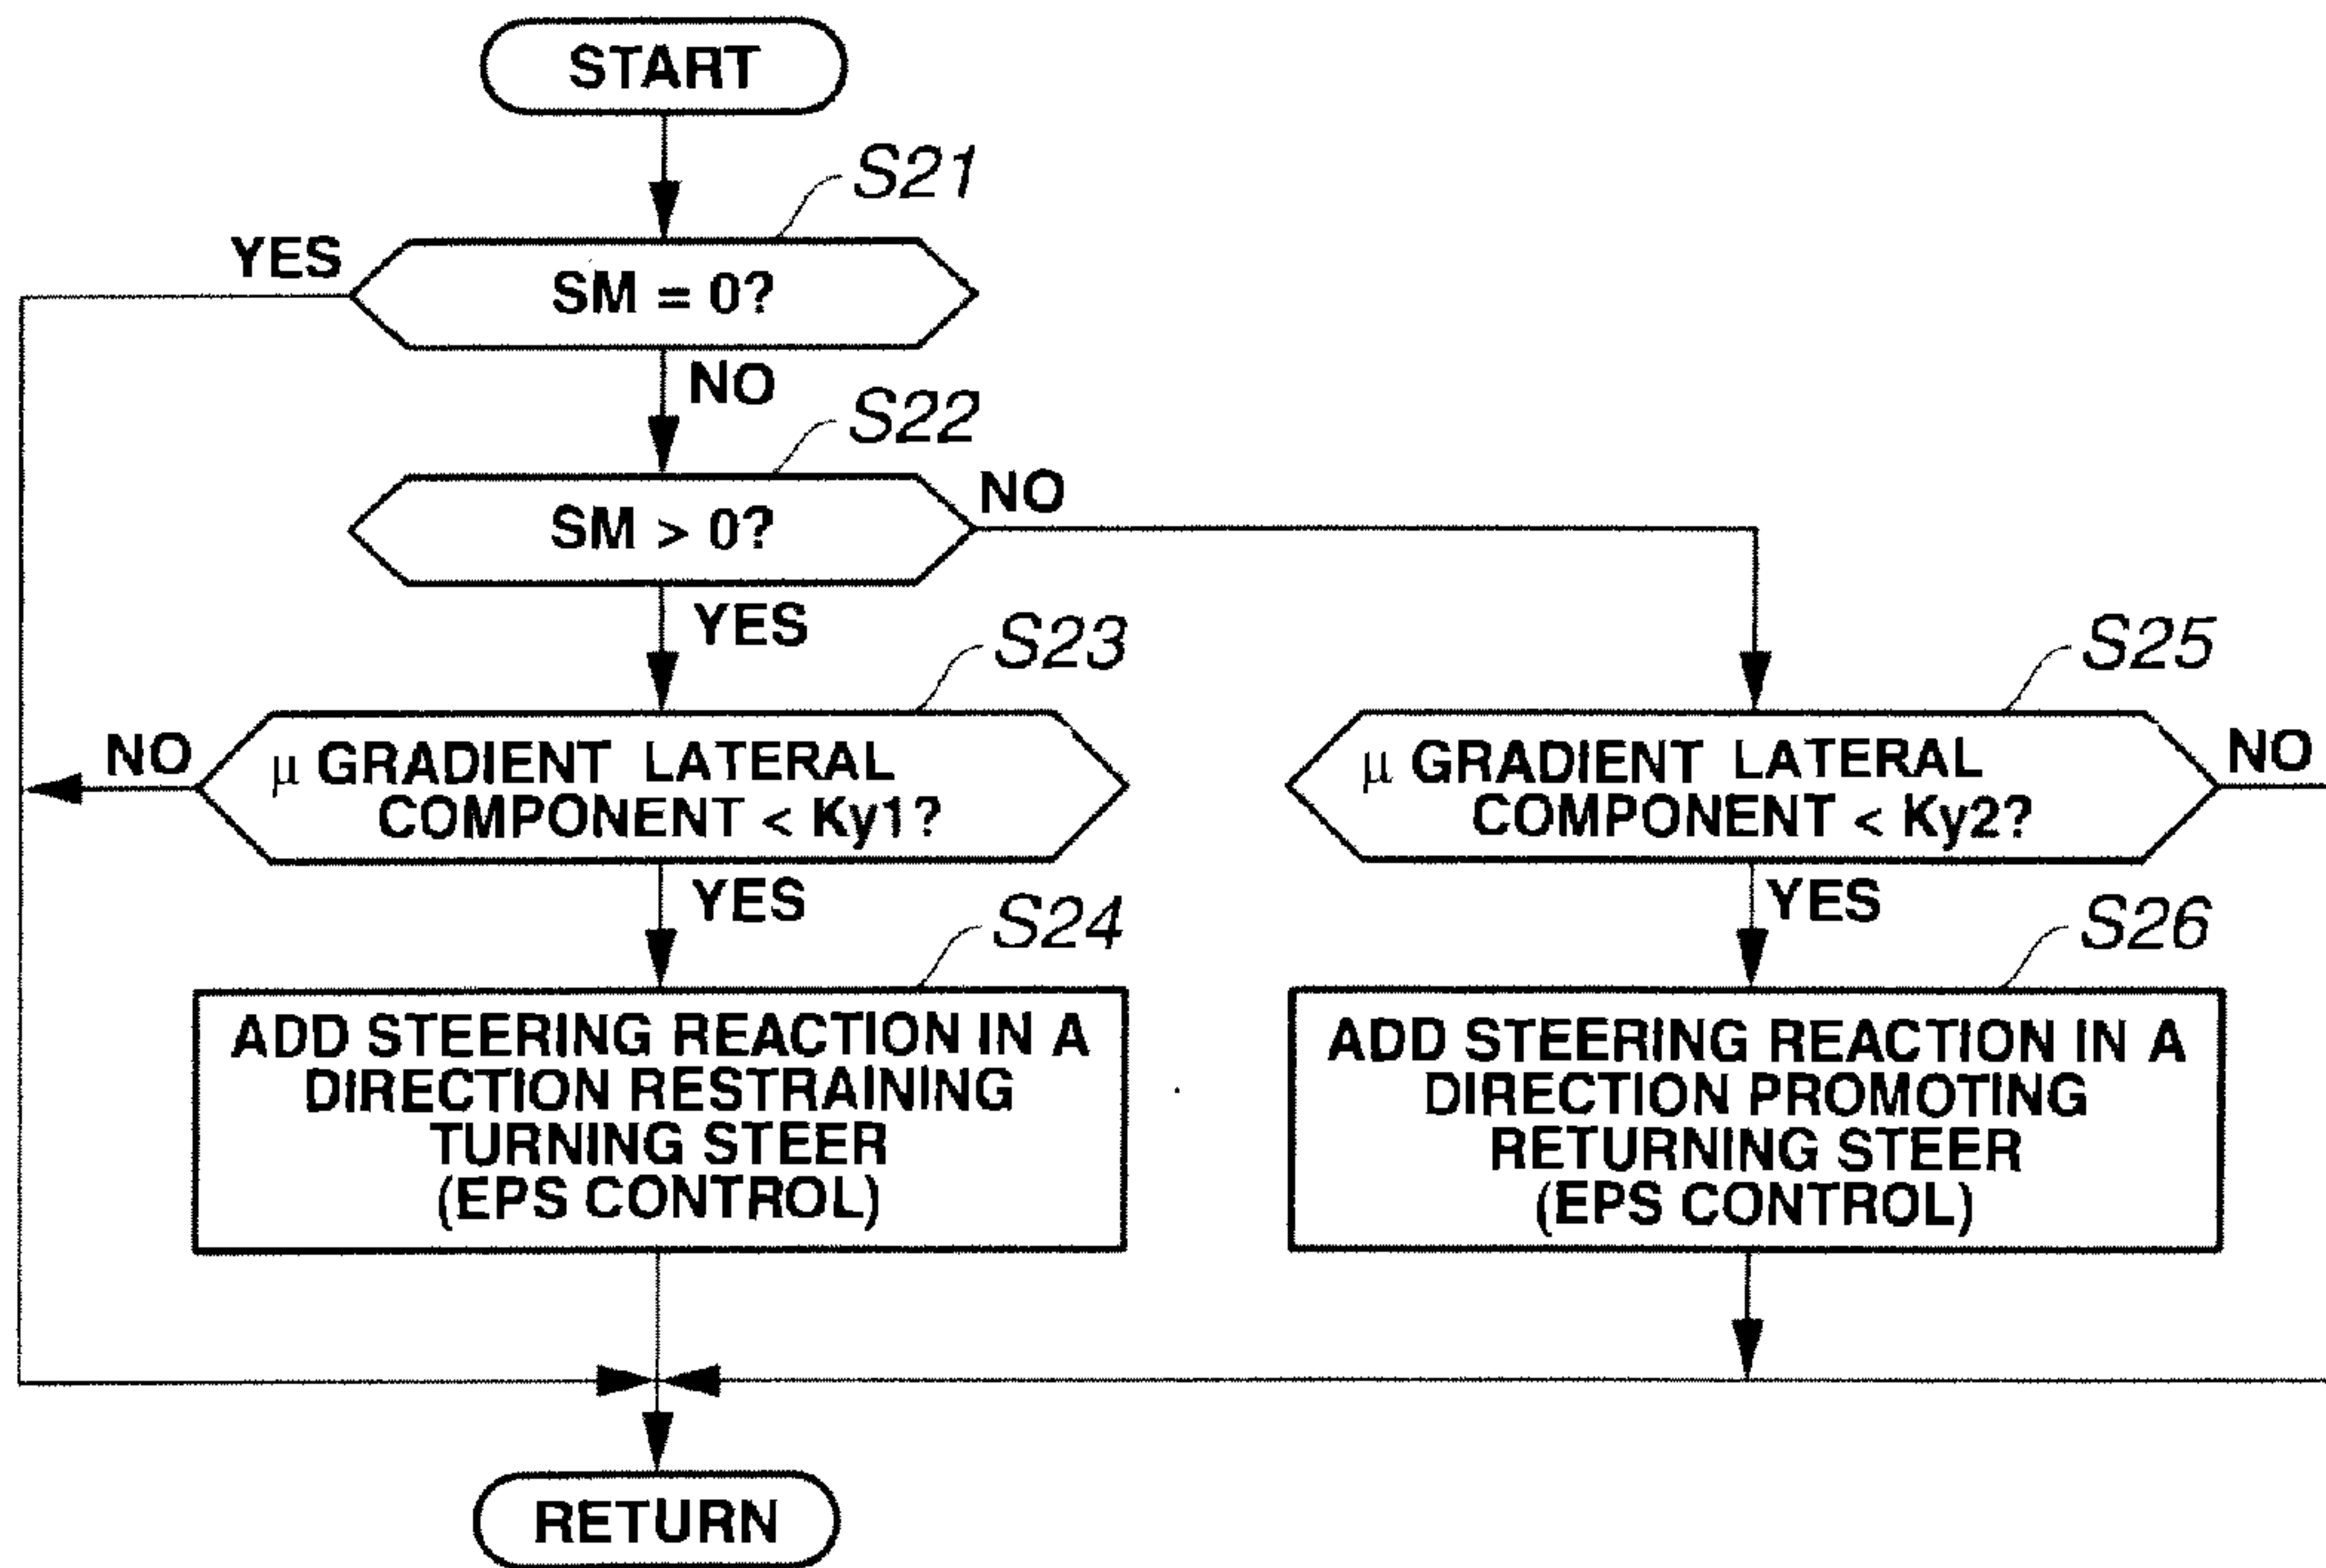 START
S21
YES
SM = 0?
NO
S22
NO
SM > 0?
YES
S23
S25
NO
μ GRADIENT LATERAL
COMPONENT < Ky1?
μ GRADIENT LATERAL
COMPONENT < Ky2?
NO
YES
S24
YES
S26
ADD STEERING REACTION IN A
DIRECTION RESTRAINING
TURNING STEER
(EPS CONTROL)
ADD STEERING REACTION IN A
DIRECTION PROMOTING
RETURNING STEER
(EPS CONTROL)
RETURN